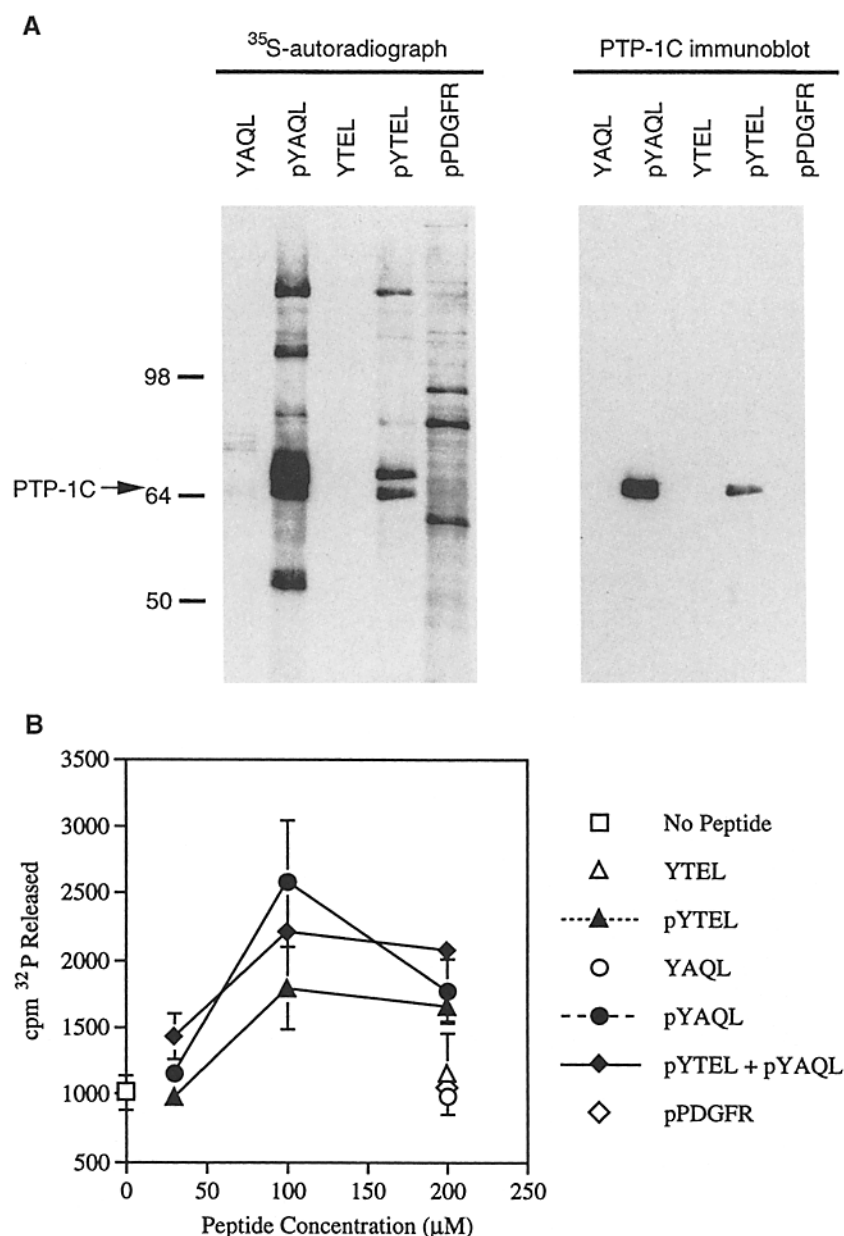 A
³⁵S-autoradiograph
PTP-1C immunoblot
YAQL
pYAQL
YTEL
pYTEL
pPDGFR
YAQL
pYAQL
YTEL
pYTEL
pPDGFR
98
PTP-1C
64
50
B
3500
3000
2500
2000
1500
1000
500
cpm ³²P Released
0
50
100
150
200
250
Peptide Concentration (μM)
No Peptide
YTEL
pYTEL
YAQL
pYAQL
pYTEL + pYAQL
pPDGFR